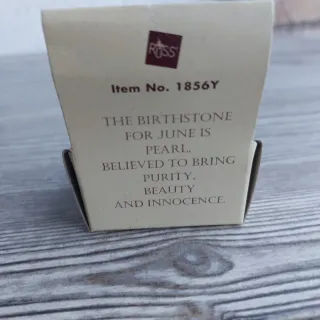 RUSS
Item No. 1856Y
THE BIRTHSTONE
FOR JUNE IS
PEARL,
BELIEVED TO BRING
PURITY,
BEAUTY
AND INNOCENCE.